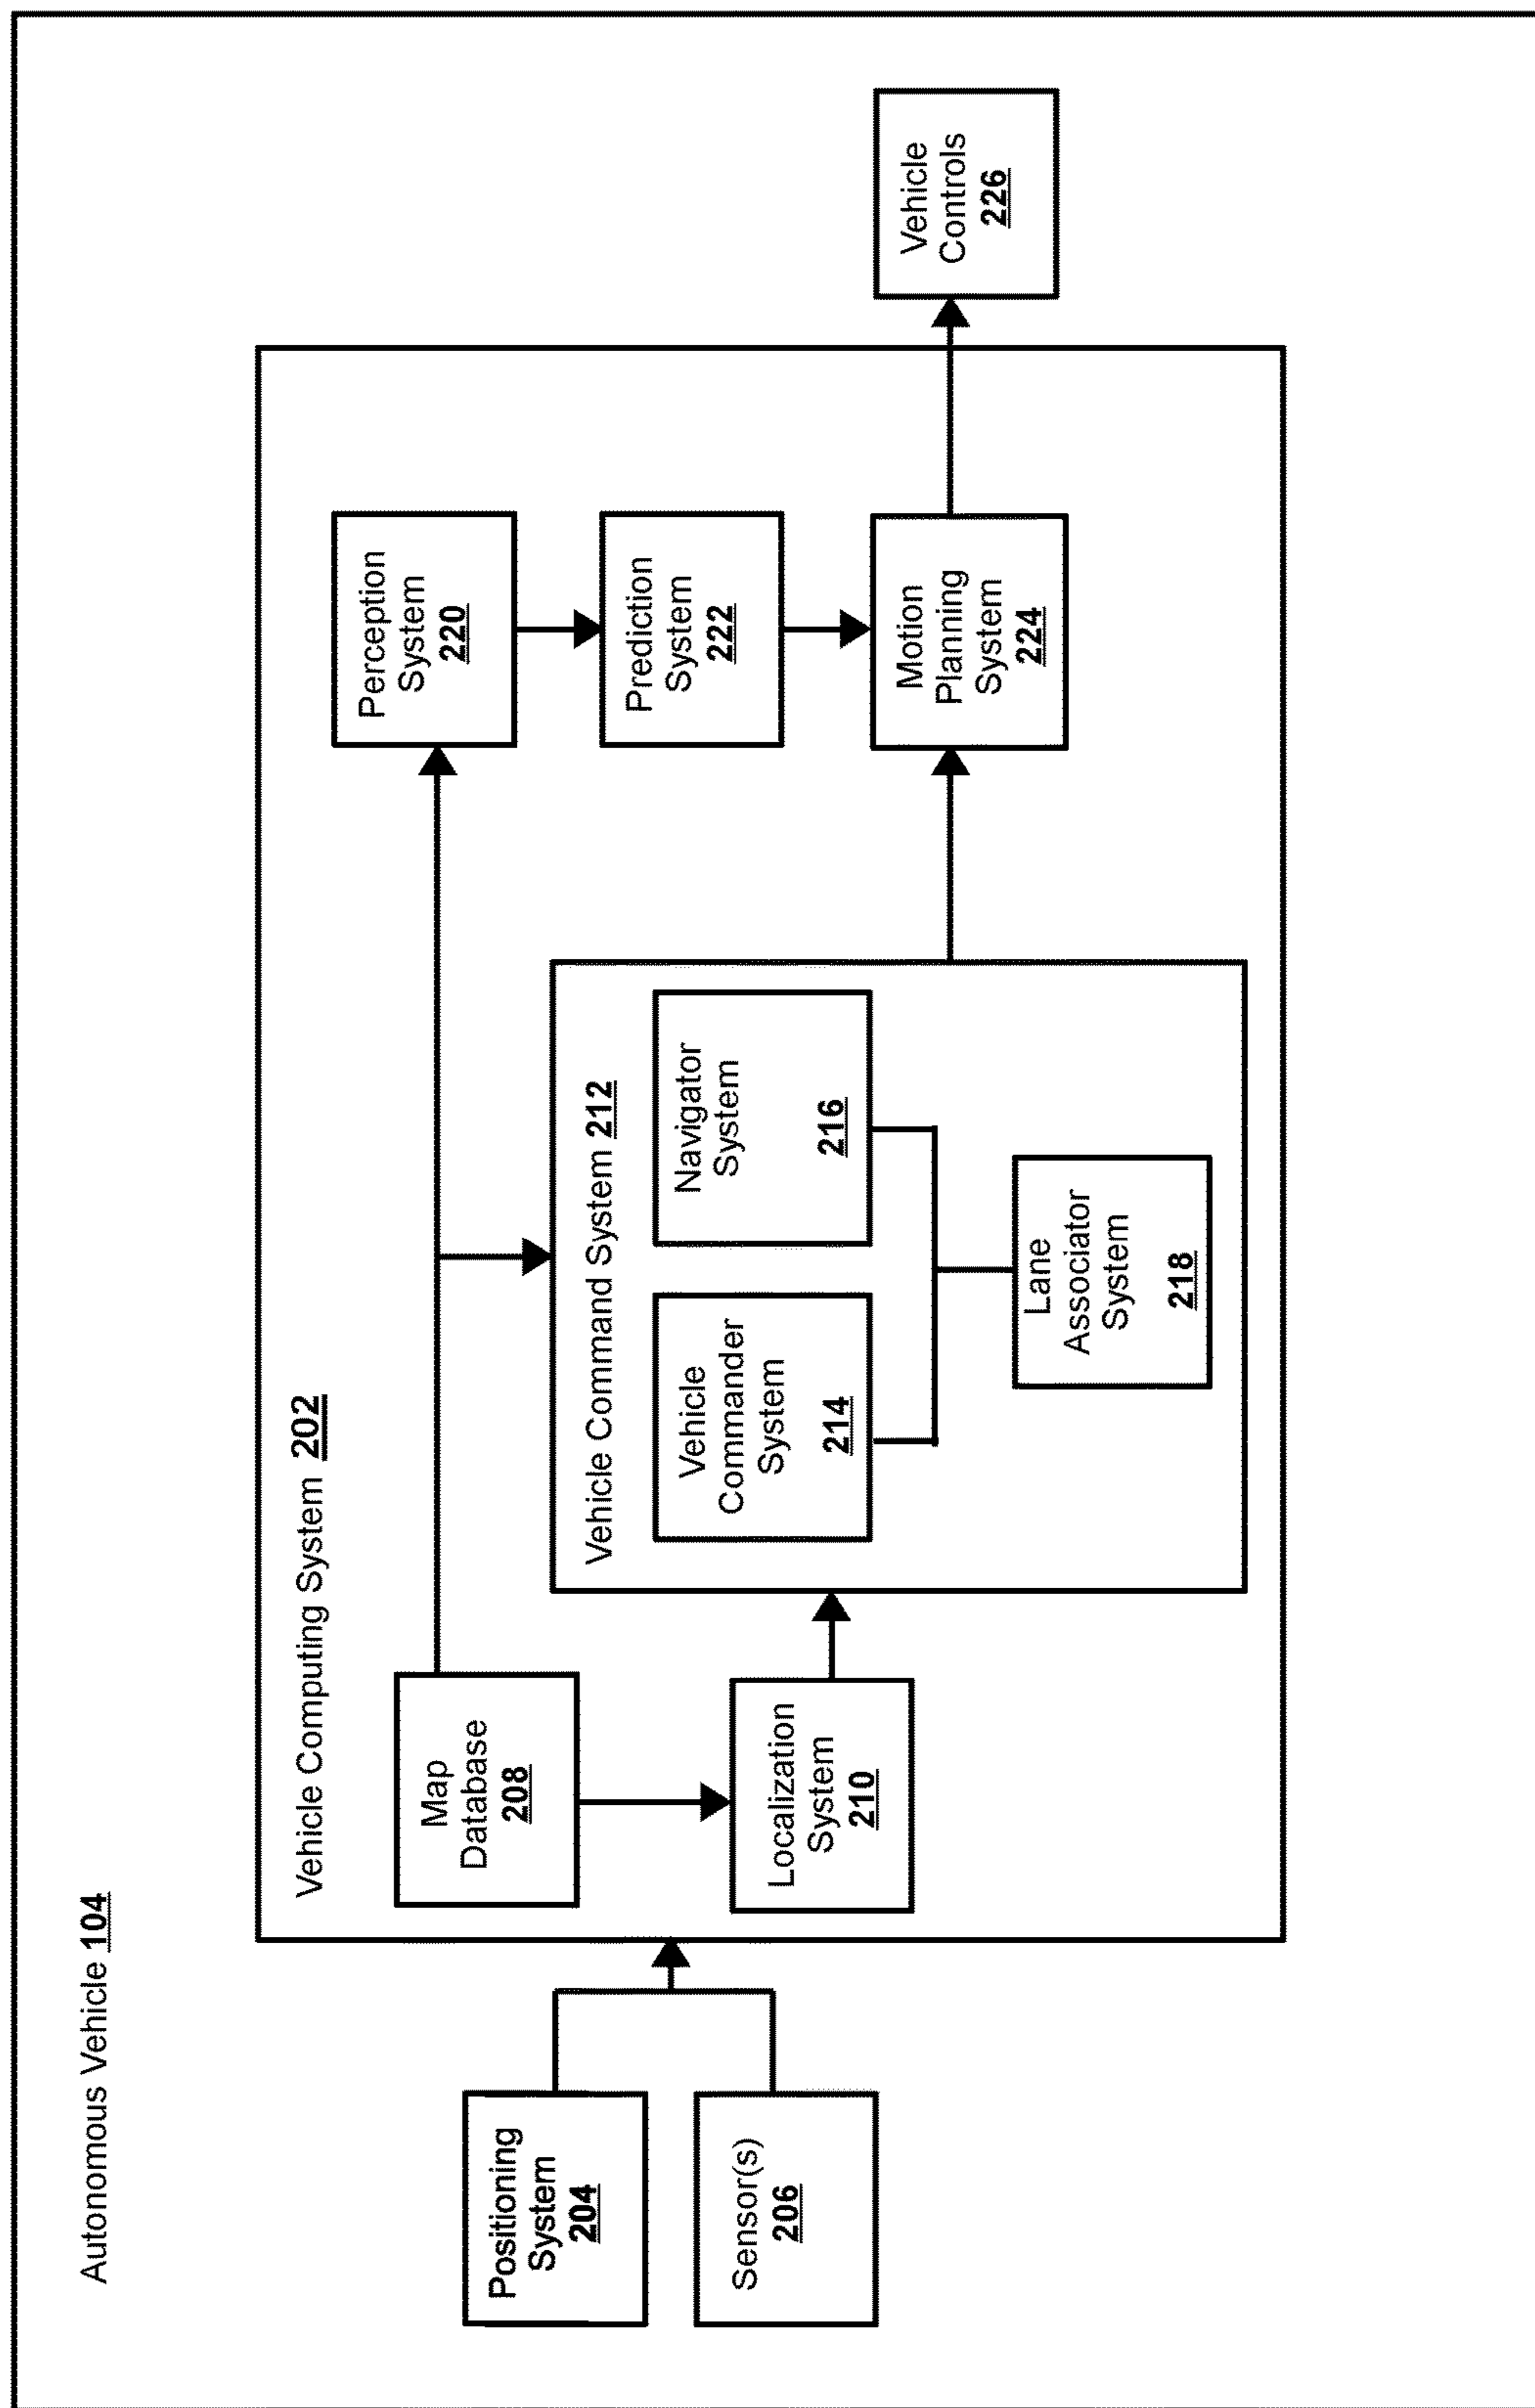 Autonomous Vehicle 104
Vehicle Computing System 202
Positioning
System
204
Sensor(s)
206
Map
Database
208
Localization
System
210
Vehicle Command System 212
Vehicle
Commander
System
214
Navigator
System
216
Lane
Associator
System
218
Perception
System
220
Prediction
System
222
Motion
Planning
System
224
Vehicle
Controls
226